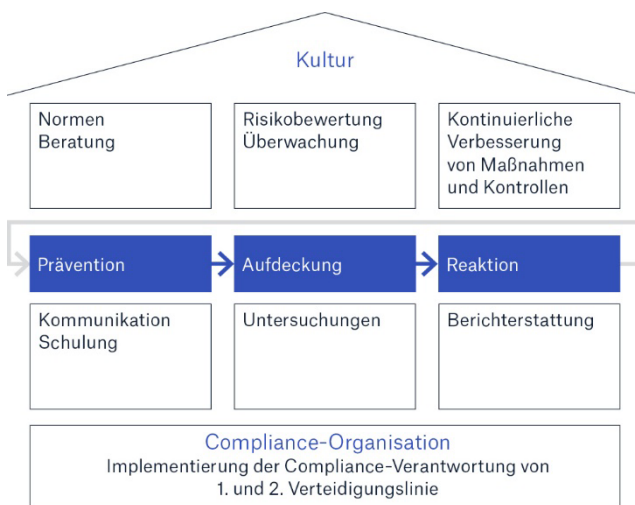 Kultur
Normen
Beratung
Risikobewertung
Überwachung
Kontinuierliche
Verbesserung
von Maßnahmen
und Kontrollen
Prävention
Aufdeckung
Reaktion
Kommunikation
Schulung
Untersuchungen
Berichterstattung
Compliance-Organisation
Implementierung der Compliance-Verantwortung von
1. und 2. Verteidigungslinie